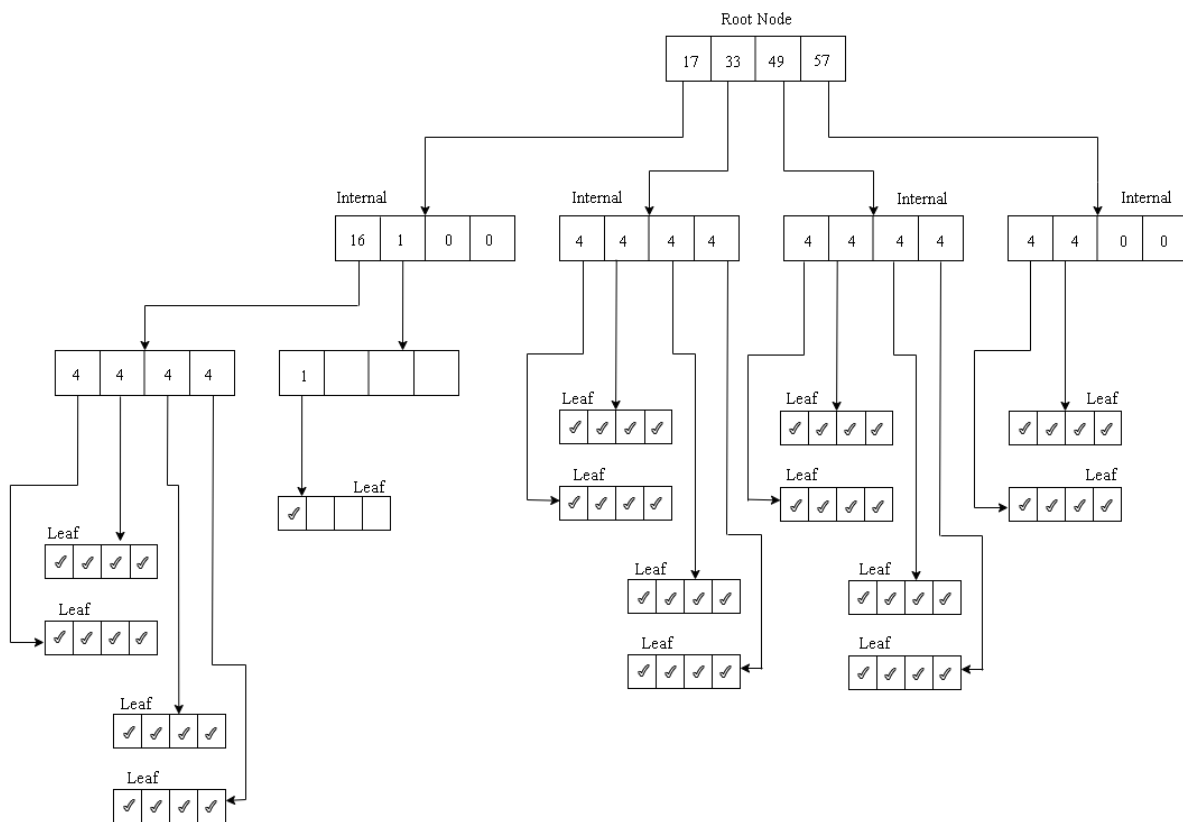 Root Node
17 33 49 57
Internal Internal Internal Internal
16 1 0 0 4 4 4 4 4 4 4 4 4 4 0 0
4 4 4 4 1
Leaf Leaf Leaf
Leaf Leaf Leaf Leaf
Leaf
Leaf Leaf
Leaf
Leaf Leaf
Leaf
Leaf